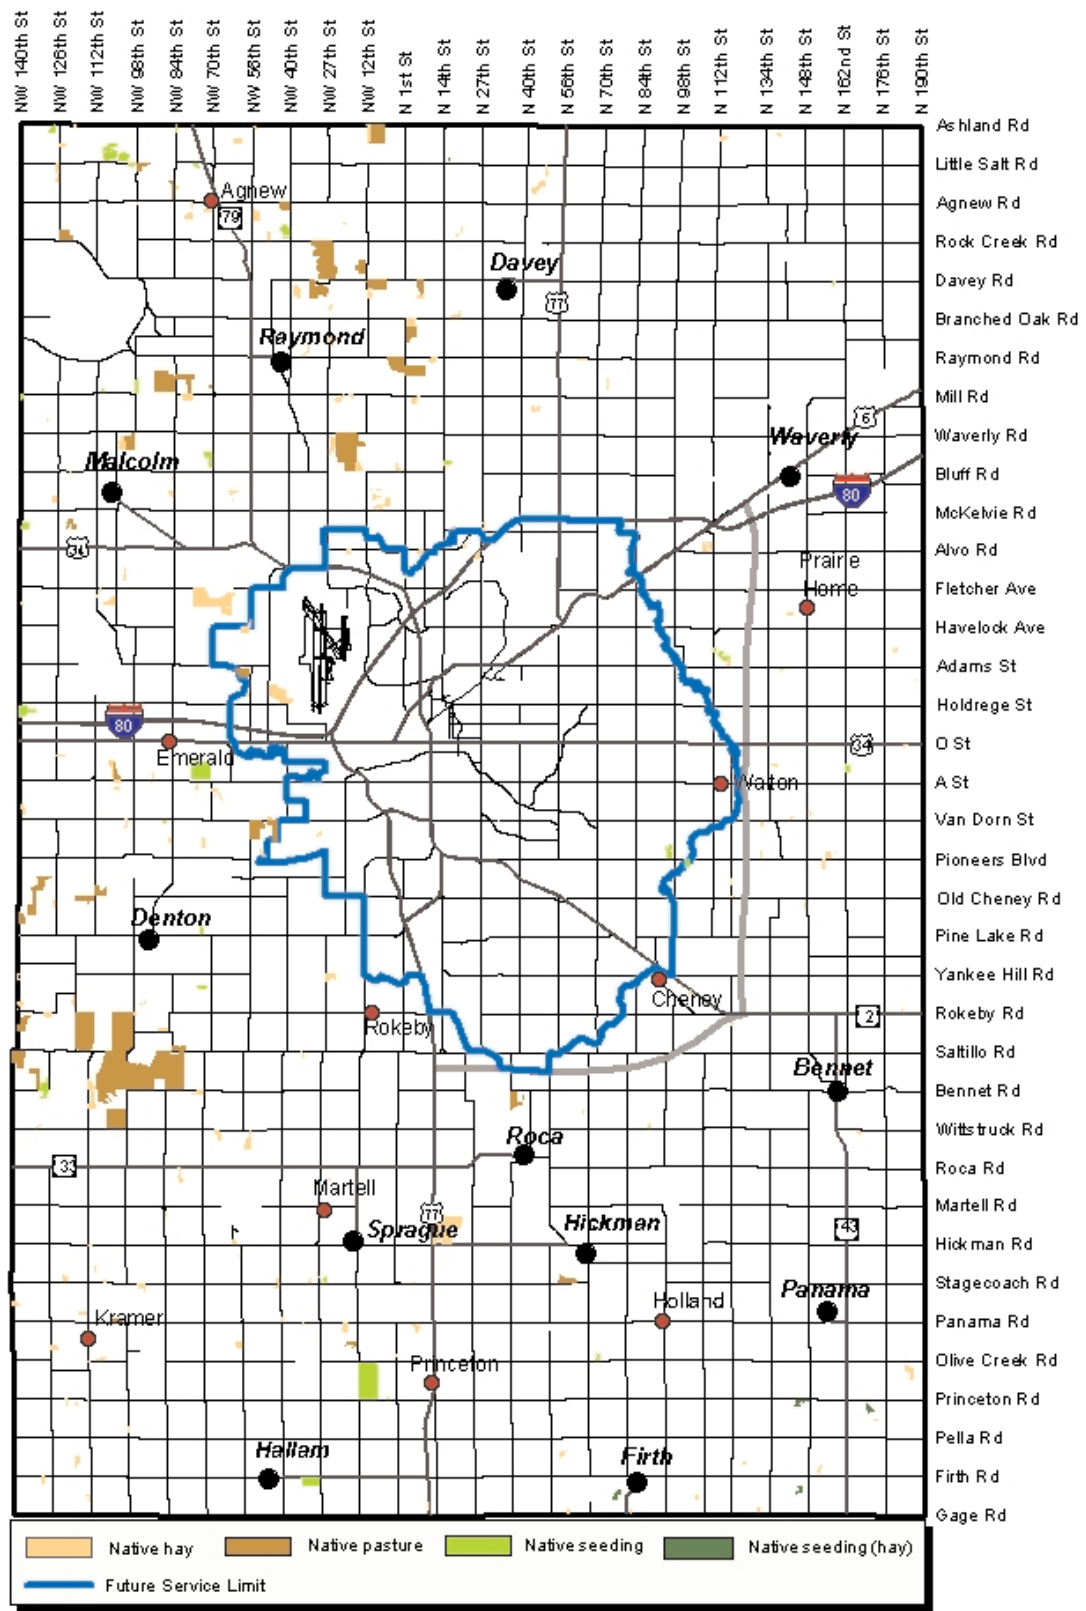 NW 140th St
NW 126th St
NW 112th St
NW 98th St
NW 84th St
NW 70th St
NW 56th St
NW 40th St
NW 27th St
NW 12th St
N 1st St
N 14th St
N 27th St
N 40th St
N 56th St
N 70th St
N 84th St
N 98th St
N 112th St
N 134th St
N 148th St
N 162nd St
N 176th St
N 190th St
Ashland Rd
Little Salt Rd
Agnew
Agnew Rd
79
Rock Creek Rd
Davey
Davey Rd
77
Branched Oak Rd
Raymond
Raymond Rd
Mill Rd
6
Waverly
Waverly Rd
Malcolm
Bluff Rd
80
McKelvie Rd
34
Alvo Rd
Prairie
Home
Fletcher Ave
Havelock Ave
Adams St
Holdrege St
80
O St
34
Emerald
Walton
A St
Van Dorn St
Pioneers Blvd
Old Cheney Rd
Denton
Pine Lake Rd
Yankee Hill Rd
Cheney
Rokeby
2
Rokeby Rd
Saltillo Rd
Bennet
Bennet Rd
Wittstruck Rd
Roca
33
Roca Rd
Martell
Martell Rd
77
Sprague
Hickman
43
Hickman Rd
Stagecoach Rd
Panama
Holland
Kramer
Panama Rd
Princeton
Olive Creek Rd
Princeton Rd
Pella Rd
Hallam
Firth
Firth Rd
Gage Rd
Native hay
Native pasture
Native seeding
Native seeding (hay)
Future Service Limit